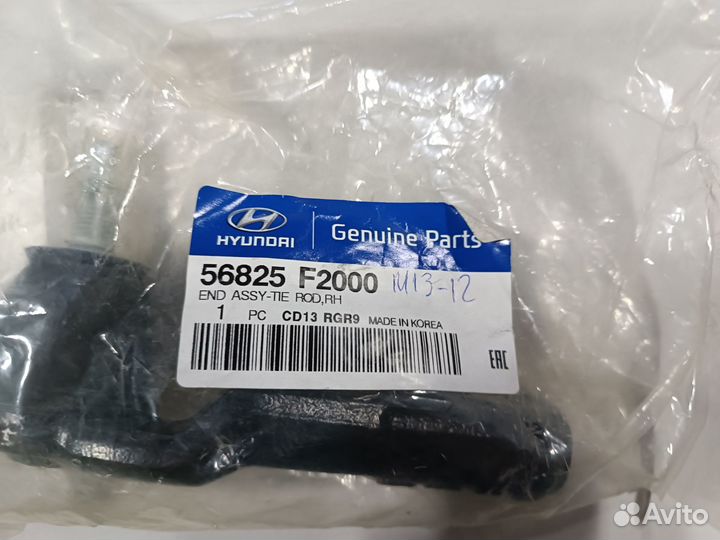 HYUNDAI
Genuine Parts
56825 F2000 M13-12
END ASSY-TIE ROD,RH
1 PC CD13 RGR9 MADE IN KOREA
EAC
Avito